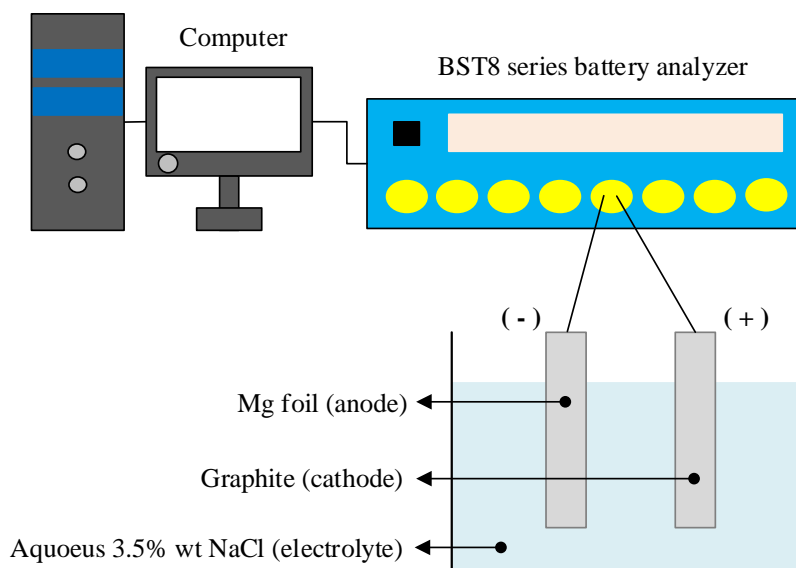 Computer
BST8 series battery analyzer
( - )
( + )
Mg foil (anode)
Graphite (cathode)
Aquoeus 3.5% wt NaCl (electrolyte)